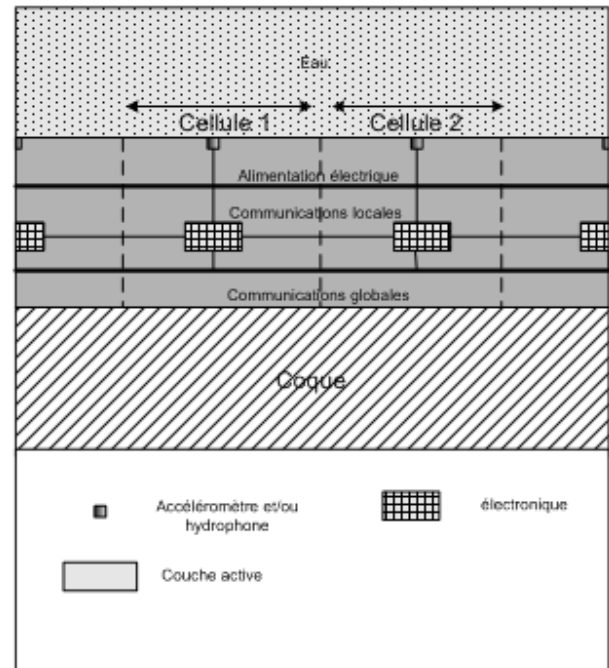 Eau
Cellule 1
Cellule 2
Alimentation électrique
Communications locales
Communications globales
Coque
Accéléromètre et/ou
hydrophone
électronique
Couche active